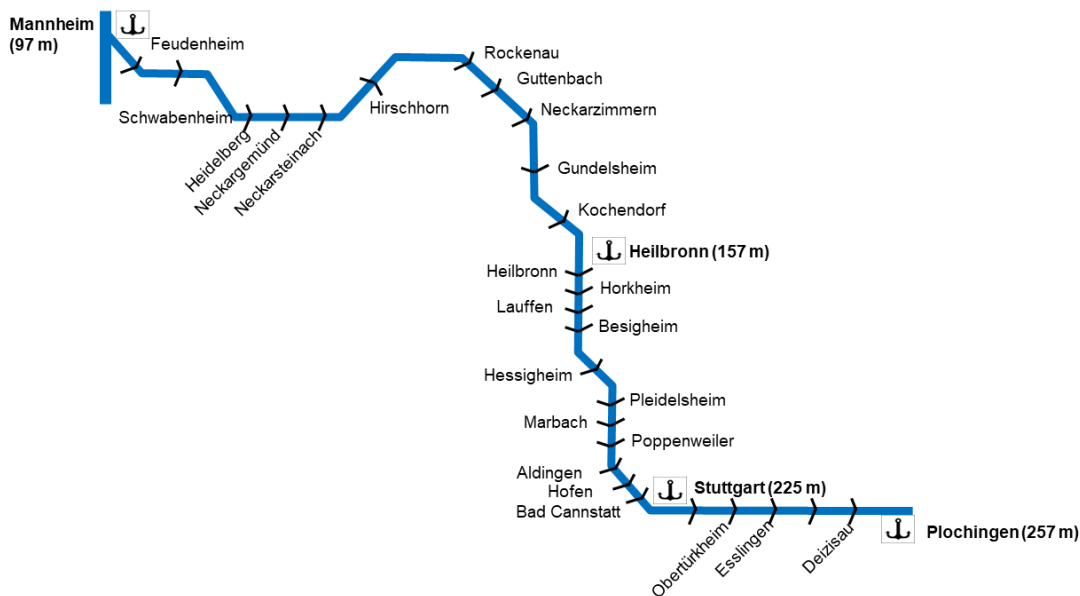 Mannheim
(97 m)
Feudenheim
Schwabenheim
Heidelberg
Neckargemünd
Neckarsteinach
Hirschhorn
Rockenau
Guttenbach
Neckarzimmern
Gundelsheim
Kochendorf
Heilbronn (157 m)
Heilbronn
Horkheim
Lauffen
Besigheim
Hessigheim
Pleidelsheim
Marbach
Poppenweiler
Aldingen
Hofen
Bad Cannstatt
Stuttgart (225 m)
Obertürkheim
Esslingen
Deizisau
Plochingen (257 m)